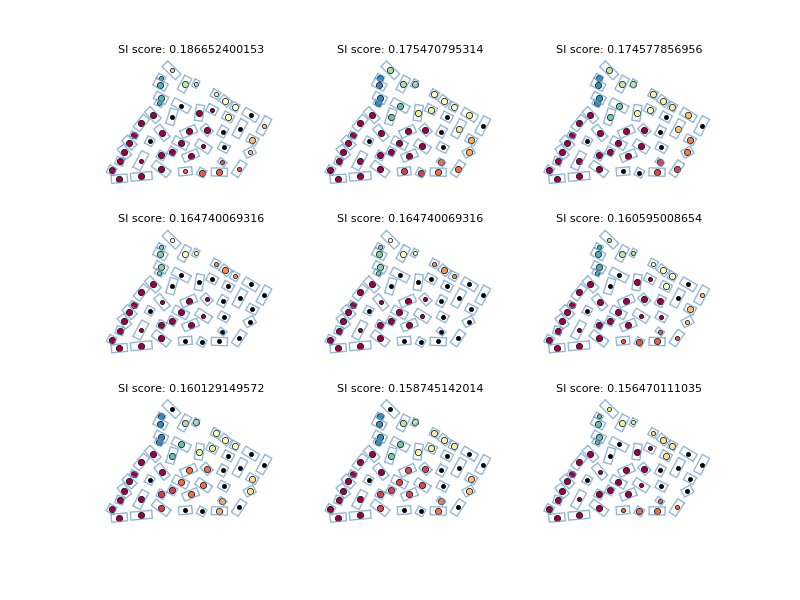 SI score: 0.186652400153
SI score: 0.175470795314
SI score: 0.174577856956
SI score: 0.164740069316
SI score: 0.164740069316
SI score: 0.160595008654
SI score: 0.160129149572
SI score: 0.158745142014
SI score: 0.156470111035